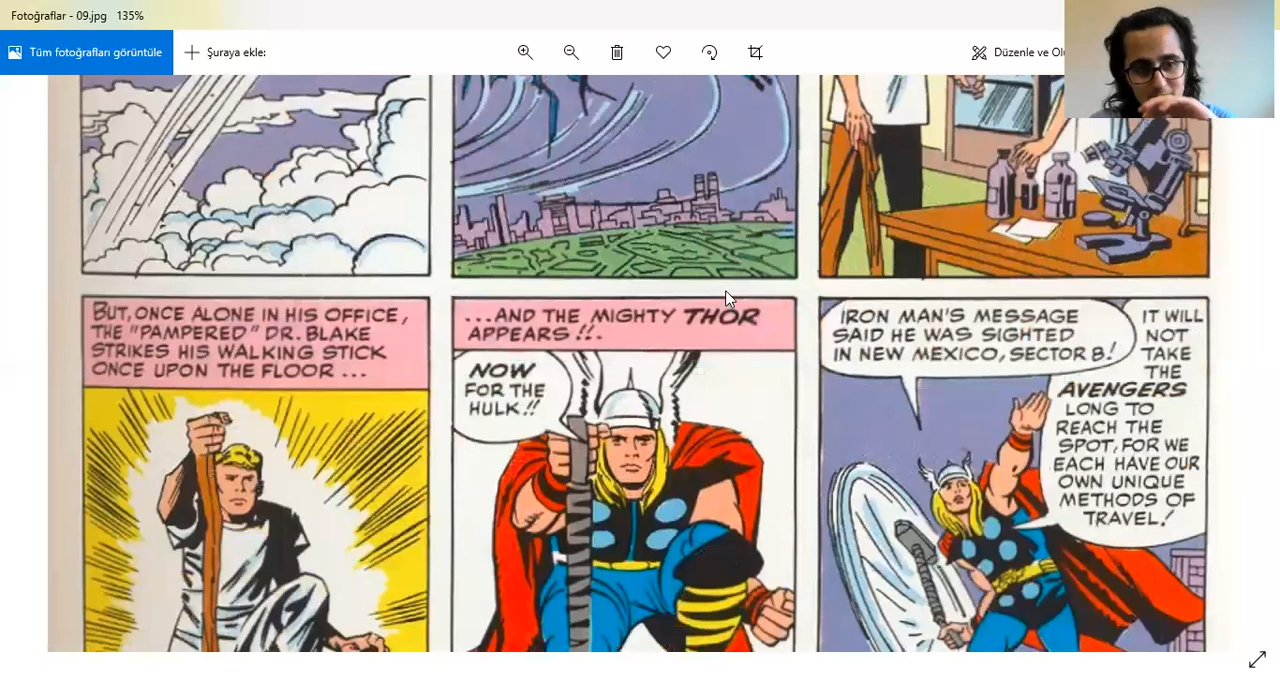 Fotoğraflar - 09.jpg 135%
Tüm fotoğrafları görüntüle
Şuraya ekle:
Düzenle ve Olu
BUT, ONCE ALONE IN HIS OFFICE,
THE "PAMPERED" DR. BLAKE
STRIKES HIS WALKING STICK
ONCE UPON THE FLOOR ...
...AND THE MIGHTY THOR
APPEARS!!.
NOW
FOR THE
HULK!!
IRON MAN'S MESSAGE
SAID HE WAS SIGHTED
IN NEW MEXICO, SECTOR B!
IT WILL
NOT
TAKE
THE
AVENGERS
LONG TO
REACH THE
SPOT, FOR WE
EACH HAVE OUR
OWN UNIQUE
METHODS OF
TRAVEL!